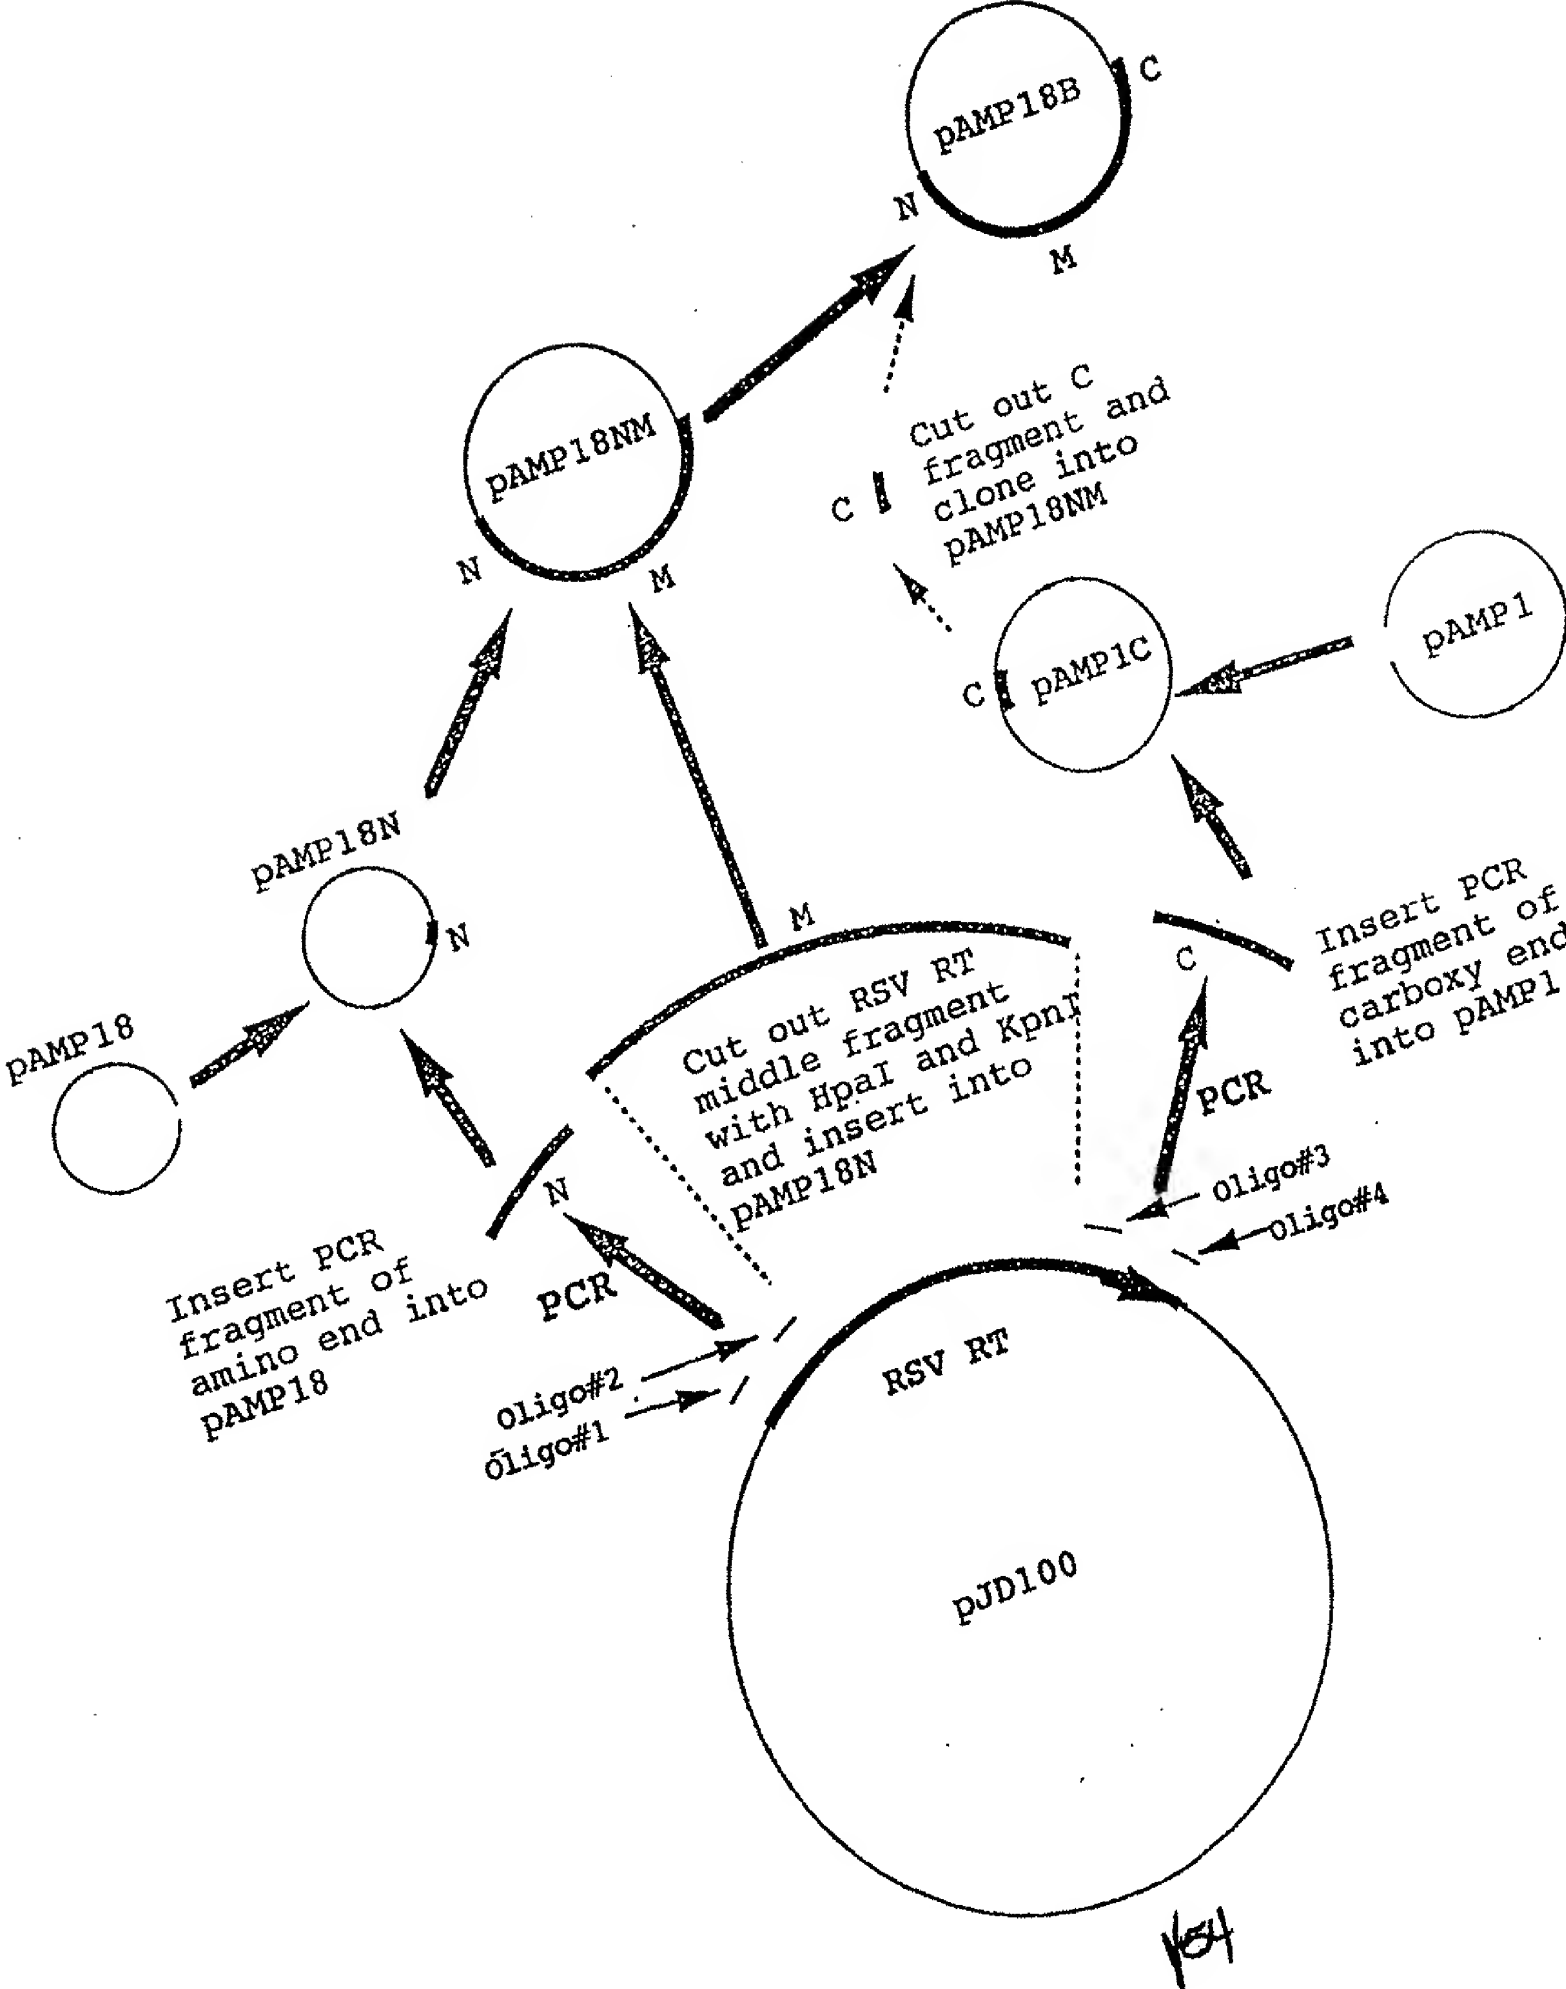 pAMP18B
C
N
M
pAMP18NM
N
M
C
Cut out C
fragment and
clone into
pAMP18NM
pAMP1
C
pAMP1C
pAMP18N
N
pAMP18
M
Cut out RSV RT
middle fragment
with HpaI and KpnI
and insert into
pAMP18N
C
Insert PCR
fragment of
carboxy end
into pAMP1
PCR
N
Insert PCR
fragment of
amino end into
pAMP18
PCR
Oligo#3
Oligo#4
Oligo#2
Oligo#1
RSV RT
pJD100